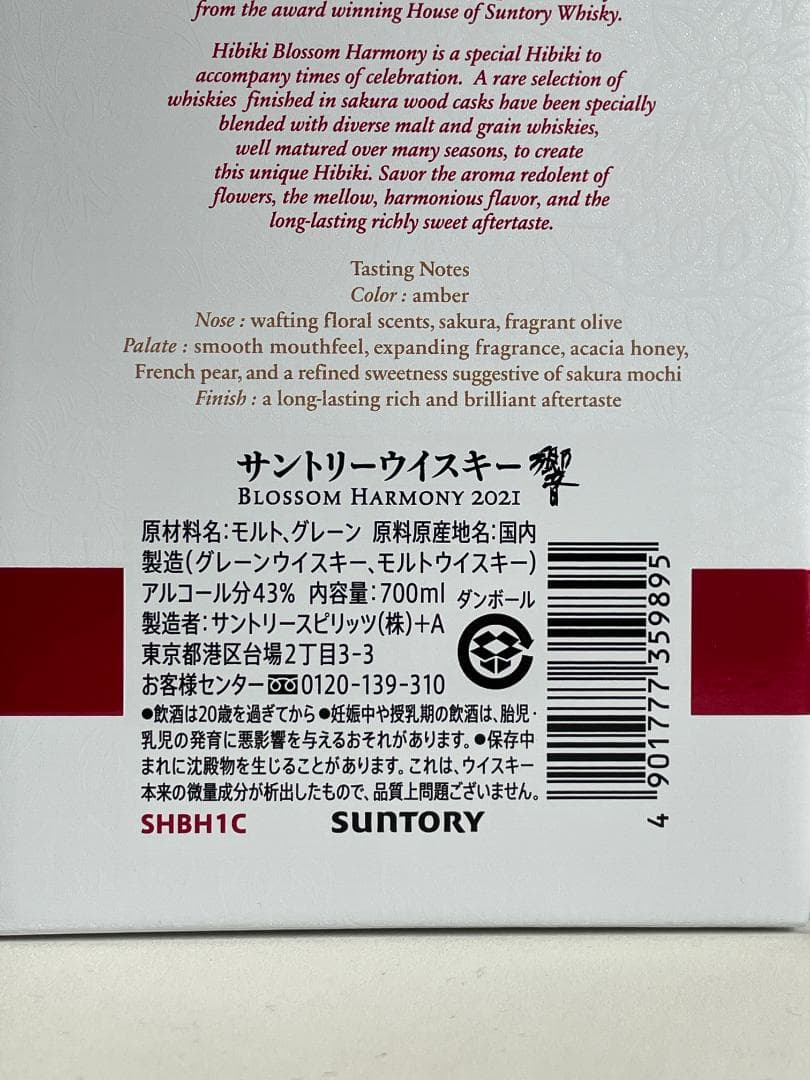 from the award winning House of Suntory Whisky.
Hibiki Blossom Harmony is a special Hibiki to
accompany times of celebration. A rare selection of
whiskies finished in sakura wood casks have been specially
blended with diverse malt and grain whiskies,
well matured over many seasons, to create
this unique Hibiki. Savor the aroma redolent of
flowers, the mellow, harmonious flavor, and the
long-lasting richly sweet aftertaste.
Tasting Notes
Color : amber
Nose : wafting floral scents, sakura, fragrant olive
Palate : smooth mouthfeel, expanding fragrance, acacia honey,
French pear, and a refined sweetness suggestive of sakura mochi
Finish : a long-lasting rich and brilliant aftertaste
サントリーウイスキー 響
BLOSSOM HARMONY 2021
原材料名:モルト、グレーン 原料原産地名:国内
製造(グレーンウイスキー、モルトウイスキー)
アルコール分43% 内容量:700ml
製造者:サントリースピリッツ(株)+A
東京都港区台場2丁目3-3
お客様センター 0120-139-310
ダンボール
●飲酒は20歳を過ぎてから●妊娠中や授乳期の飲酒は、胎児・
乳児の発育に悪影響を与えるおそれがあります。●保存中
まれに沈殿物を生じることがあります。これは、ウイスキー
本来の微量成分が析出したもので、品質上問題ございません。
SHBH1C SUNTORY
4 901777 359895